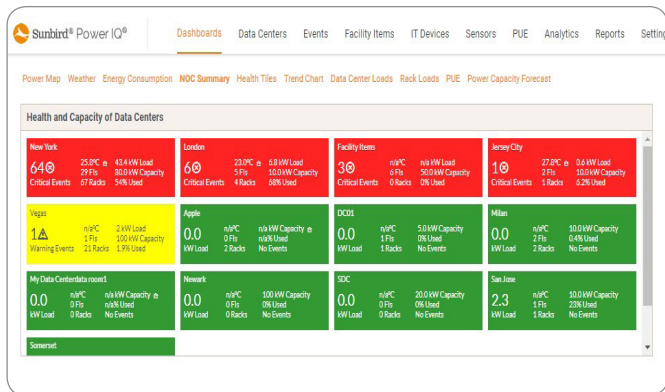 Sunbird® Power IQ®
Dashboards Data Centers Events Facility Items IT Devices Sensors PUE Analytics Reports Setting
Power Map Weather Energy Consumption NOC Summary Health Tiles Trend Chart Data Center Loads Rack Loads PUE Power Capacity Forecast
Health and Capacity of Data Centers
New York
64
Critical Events
25.8°C 43.4 kW Load
29 FIs 80.0 kW Capacity
67 Racks 54% Used
London
6
Critical Events
23.0°C 6.8 kW Load
5 FIs 10.0 kW Capacity
4 Racks 68% Used
Facility Items
3
Critical Events
n/a°C n/a kW Load
6 FIs 50.0 kW Capacity
0 Racks 0% Used
Jersey City
1
Critical Events
27.8°C 0.6 kW Load
2 FIs 10.0 kW Capacity
1 Racks 6.2% Used
Vegas
1
Warning Events
n/a°C 2 kW Load
1 FIs 100 kW Capacity
21 Racks 1.9% Used
Apple
0.0
kW Load
n/a°C n/a kW Capacity
0 FIs n/a% Used
2 Racks No Events
DC01
0.0
kW Load
n/a°C 5.0 kW Capacity
1 FIs 0% Used
1 Racks No Events
Milan
0.0
kW Load
n/a°C 10.0 kW Capacity
2 FIs 0.4% Used
2 Racks No Events
My Data Centerdata room1
0.0
kW Load
n/a°C n/a kW Capacity
0 FIs n/a% Used
0 Racks No Events
Newark
0.0
kW Load
n/a°C 100 kW Capacity
0 FIs 0% Used
0 Racks No Events
SDC
0.0
kW Load
n/a°C 20.0 kW Capacity
0 FIs 0% Used
0 Racks No Events
San Jose
2.3
kW Load
n/a°C 10.0 kW Capacity
1 FIs 23% Used
1 Racks No Events
Somerset